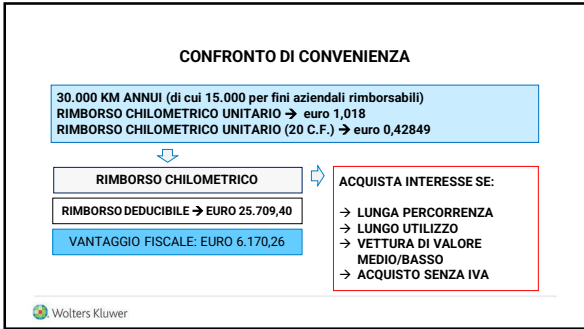 CONFRONTO DI CONVENIENZA
30.000 KM ANNUI (di cui 15.000 per fini aziendali rimborsabili)
RIMBORSO CHILOMETRICO UNITARIO → euro 1,018
RIMBORSO CHILOMETRICO UNITARIO (20 C.F.) → euro 0,42849
RIMBORSO CHILOMETRICO
RIMBORSO DEDUCIBILE → EURO 25.709,40
VANTAGGIO FISCALE: EURO 6.170,26
ACQUISTA INTERESSE SE:
→ LUNGA PERCORRENZA
→ LUNGO UTILIZZO
→ VETTURA DI VALORE
MEDIO/BASSO
→ ACQUISTO SENZA IVA
Wolters Kluwer